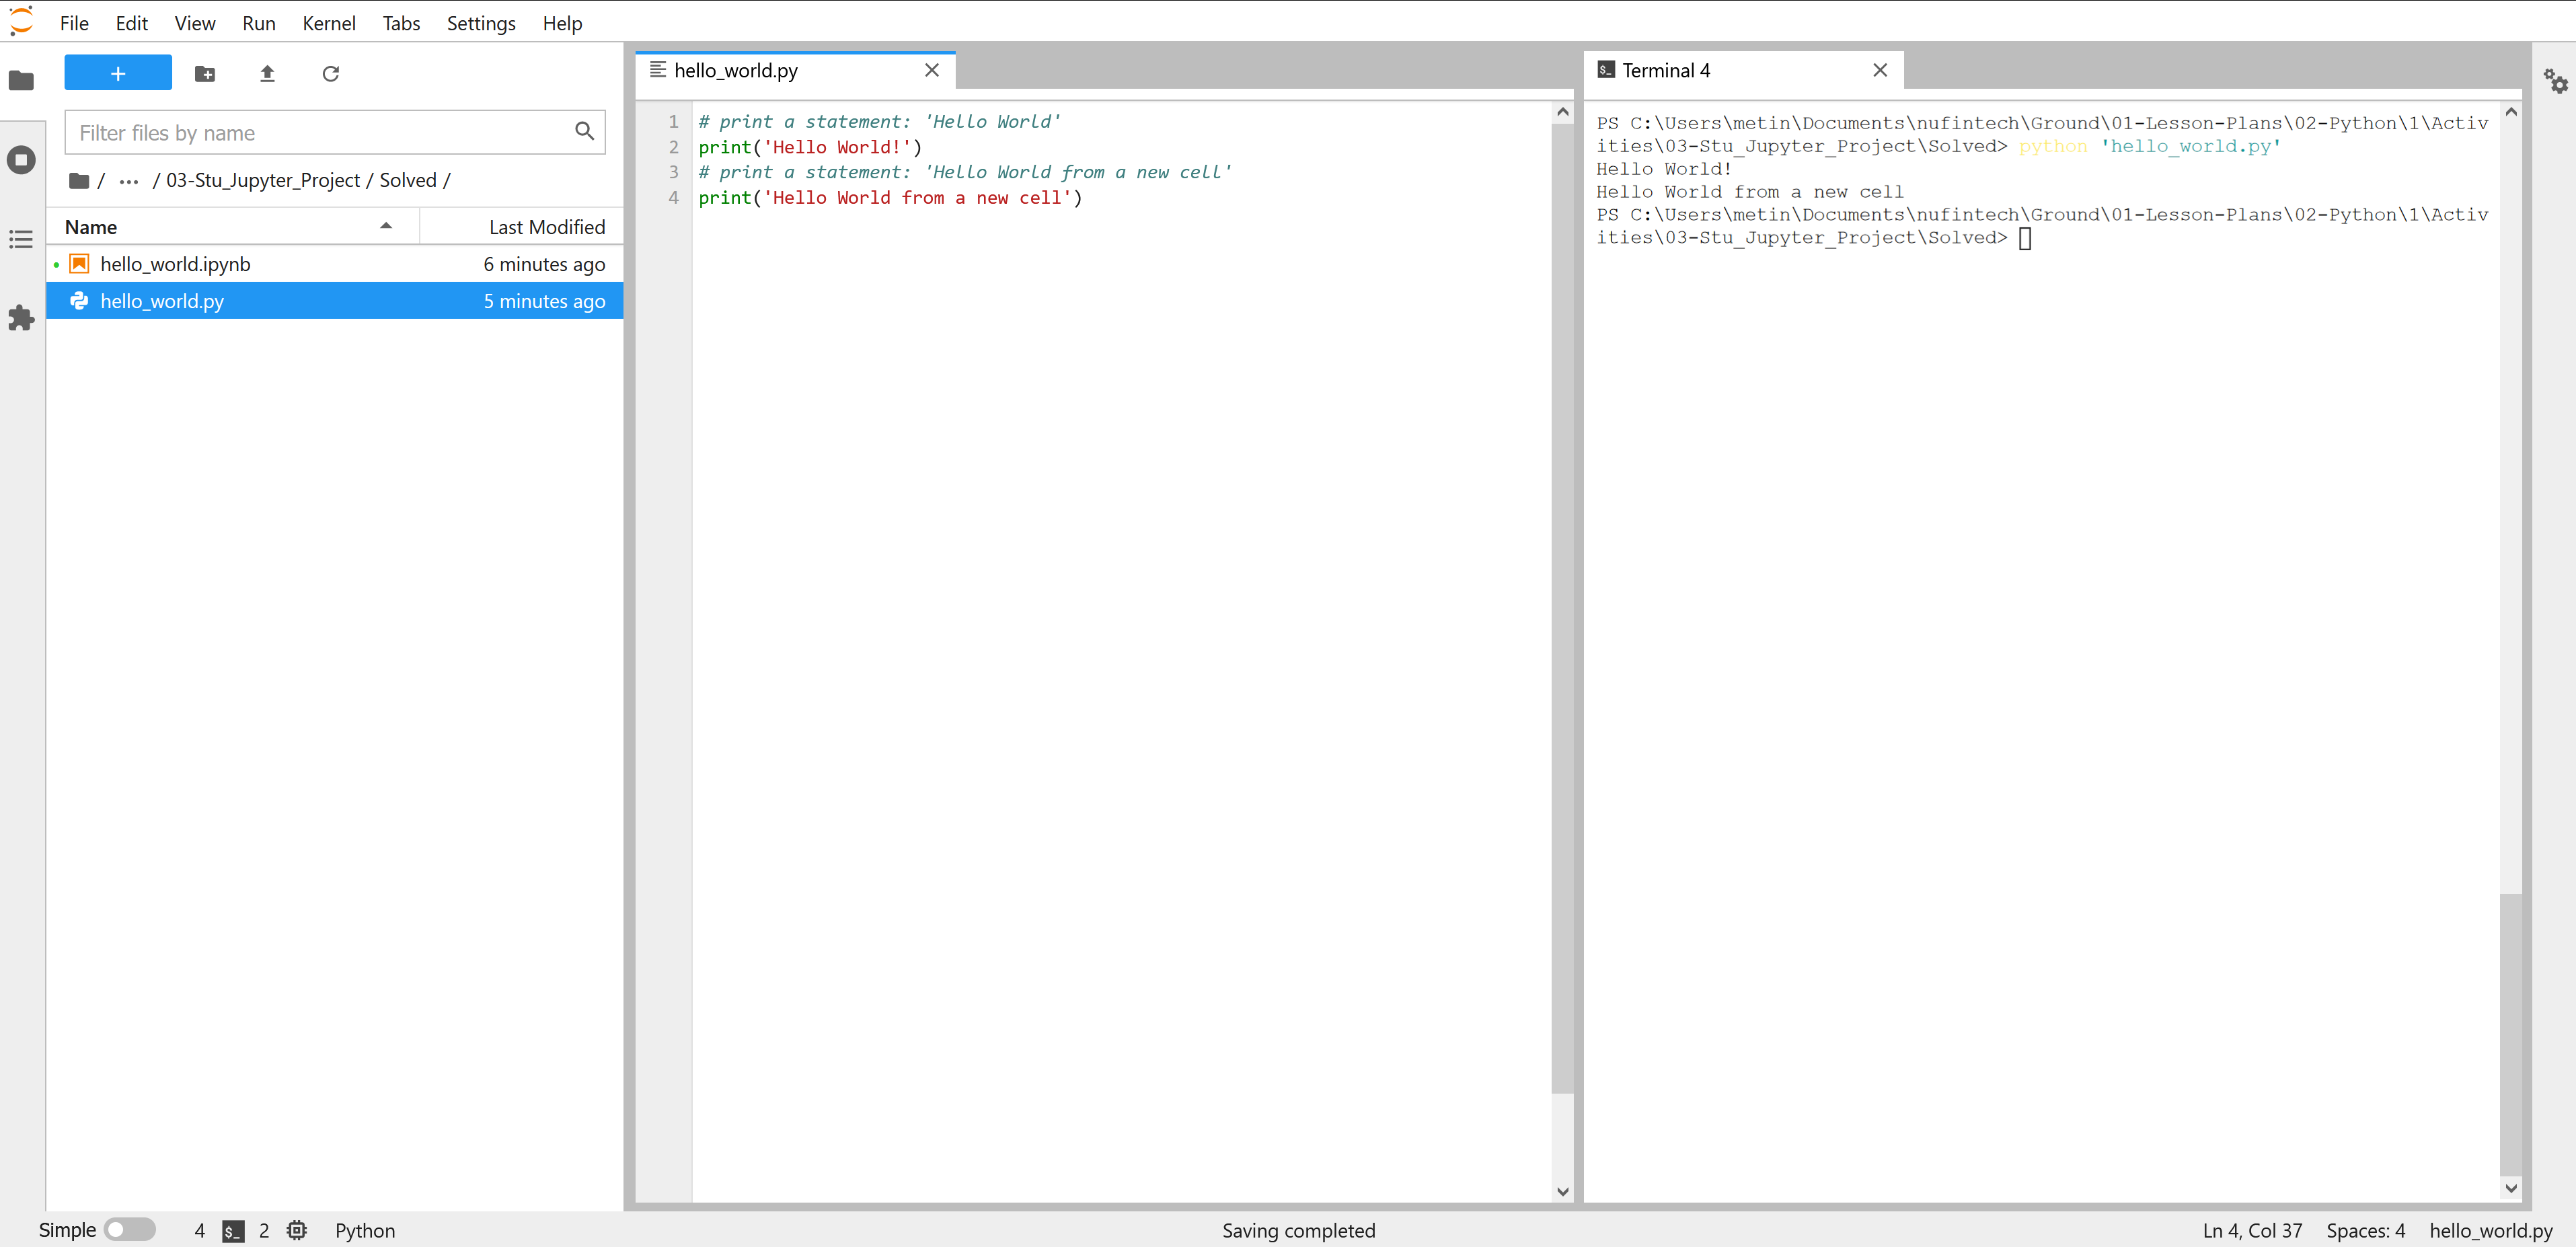 File Edit View Run Kernel Tabs Settings Help
+
Filter files by name
/ ... / 03-Stu_Jupyter_Project / Solved /
Name Last Modified
hello_world.ipynb 6 minutes ago
hello_world.py 5 minutes ago
hello_world.py
1 # print a statement: 'Hello World'
2 print('Hello World!')
3 # print a statement: 'Hello World from a new cell'
4 print('Hello World from a new cell')
$_ Terminal 4
PS C:\Users\metin\Documents\nufintech\Ground\01-Lesson-Plans\02-Python\1\Activ
ities\03-Stu_Jupyter_Project\Solved> python 'hello_world.py'
Hello World!
Hello World from a new cell
PS C:\Users\metin\Documents\nufintech\Ground\01-Lesson-Plans\02-Python\1\Activ
ities\03-Stu_Jupyter_Project\Solved>
Simple 4 $_ 2 Python Saving completed Ln 4, Col 37 Spaces: 4 hello_world.py